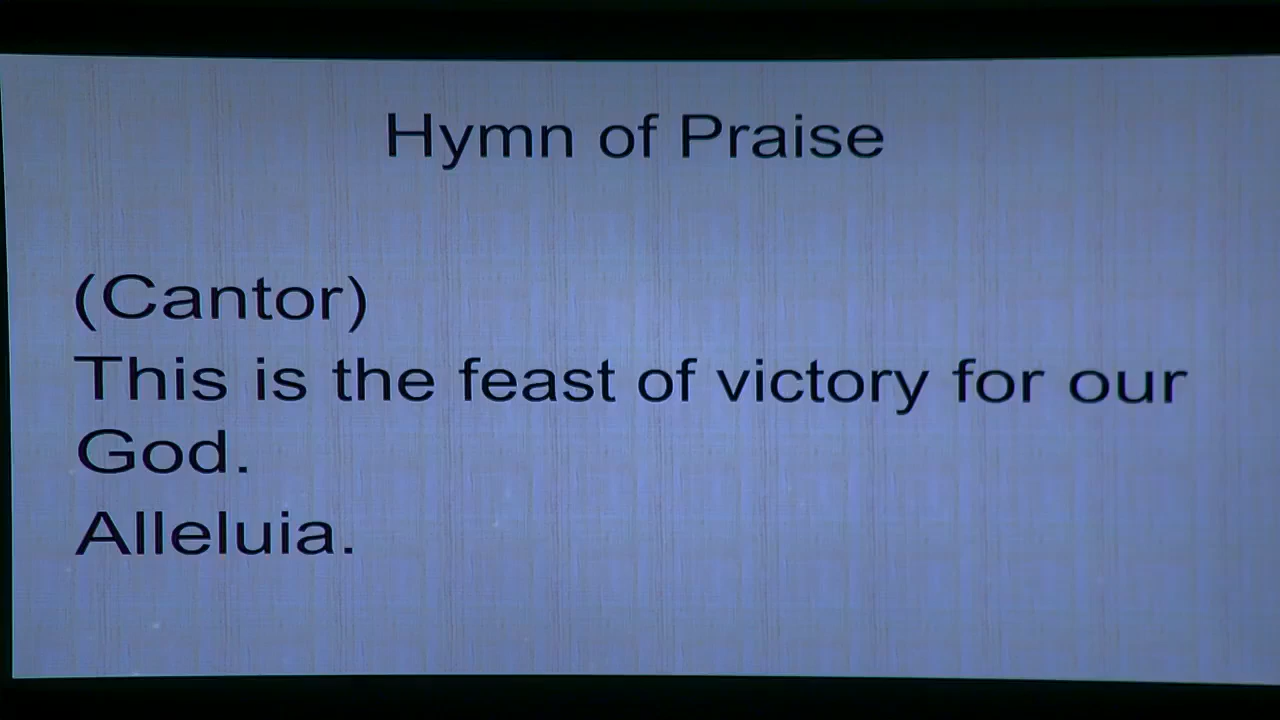 Hymn of Praise
(Cantor)
This is the feast of victory for our
God.
Alleluia.